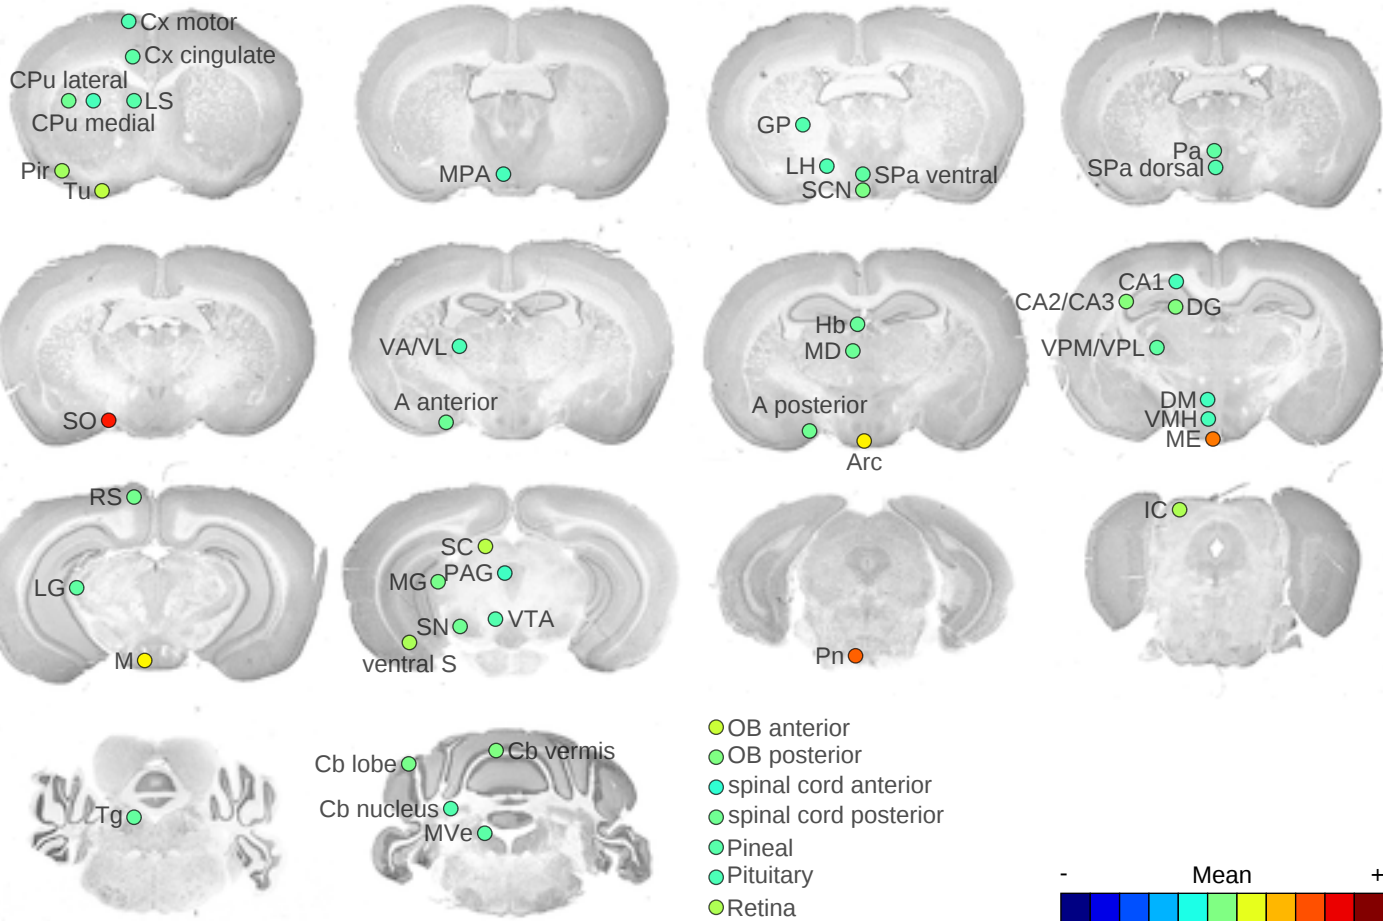 Cx motor
Cx cingulate
CPu lateral
LS
CPu medial
Pir
Tu
MPA
GP
LH
SPa ventral
SCN
Pa
SPa dorsal
SO
VA/VL
A anterior
Hb
MD
A posterior
Arc
CA1
CA2/CA3
DG
VPM/VPL
DM
VMH
ME
RS
LG
M
SC
PAG
MG
VTA
SN
ventral S
Pn
IC
Tg
Cb vermis
Cb lobe
Cb nucleus
MVe
OB anterior
OB posterior
spinal cord anterior
spinal cord posterior
Pineal
Pituitary
Retina
- Mean +